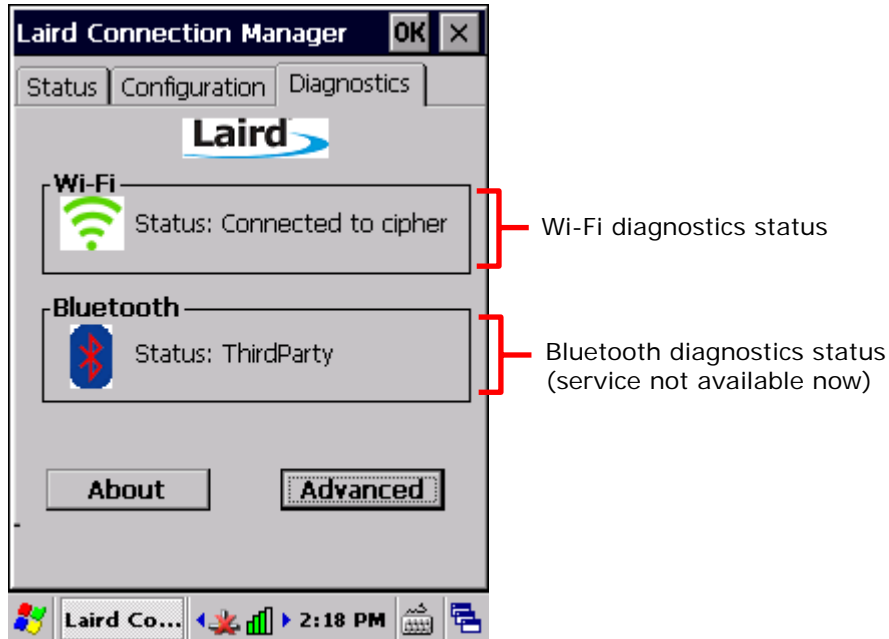 Laird Connection Manager OK ×
Status Configuration Diagnostics
Laird
Wi-Fi
Status: Connected to cipher
Wi-Fi diagnostics status
Bluetooth
Status: ThirdParty
Bluetooth diagnostics status
(service not available now)
About Advanced
Laird Co... 2:18 PM